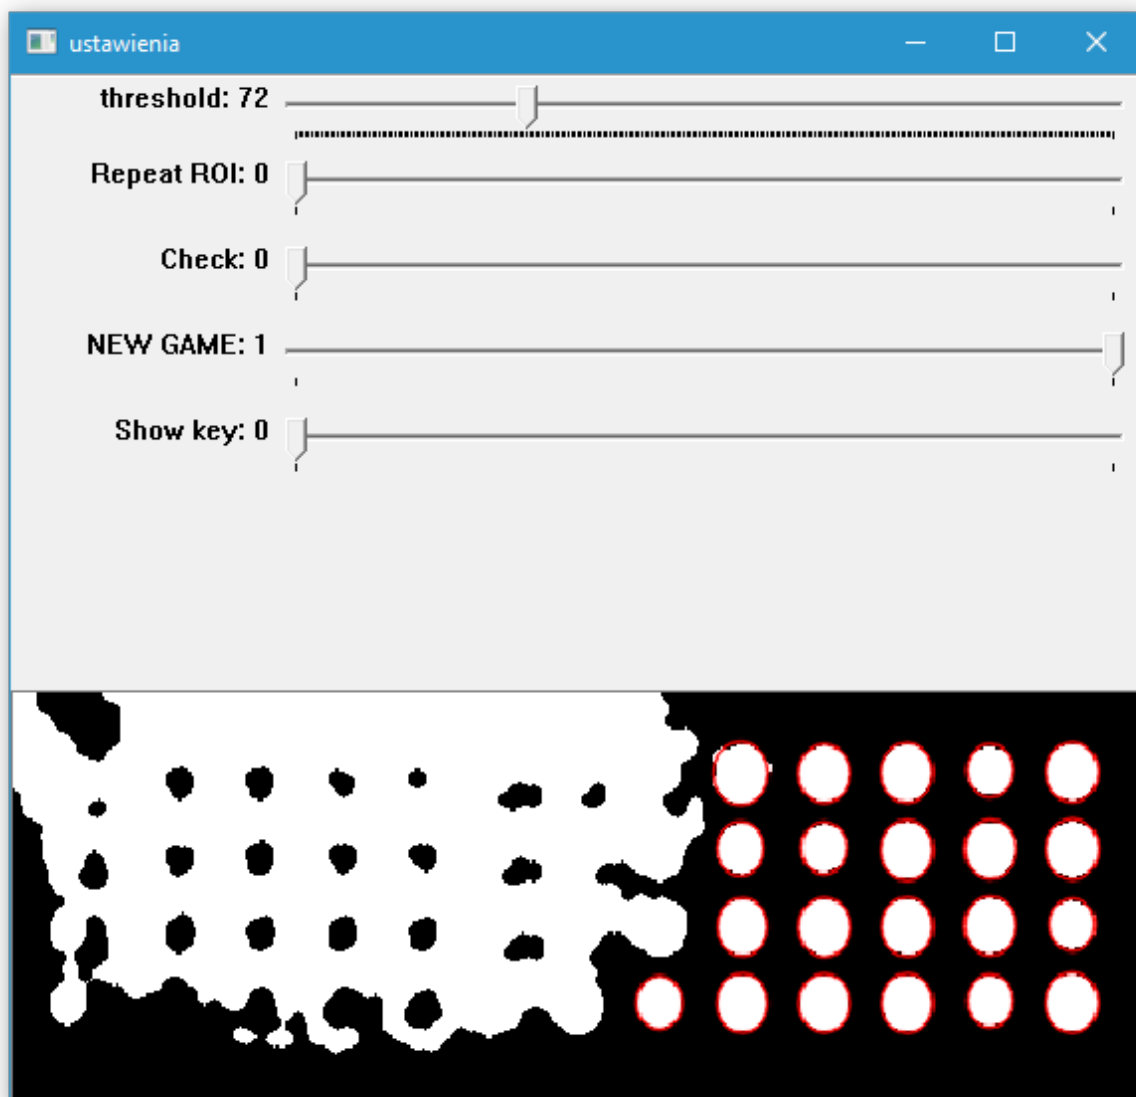 ustawienia
threshold: 72
Repeat ROI: 0
Check: 0
NEW GAME: 1
Show key: 0